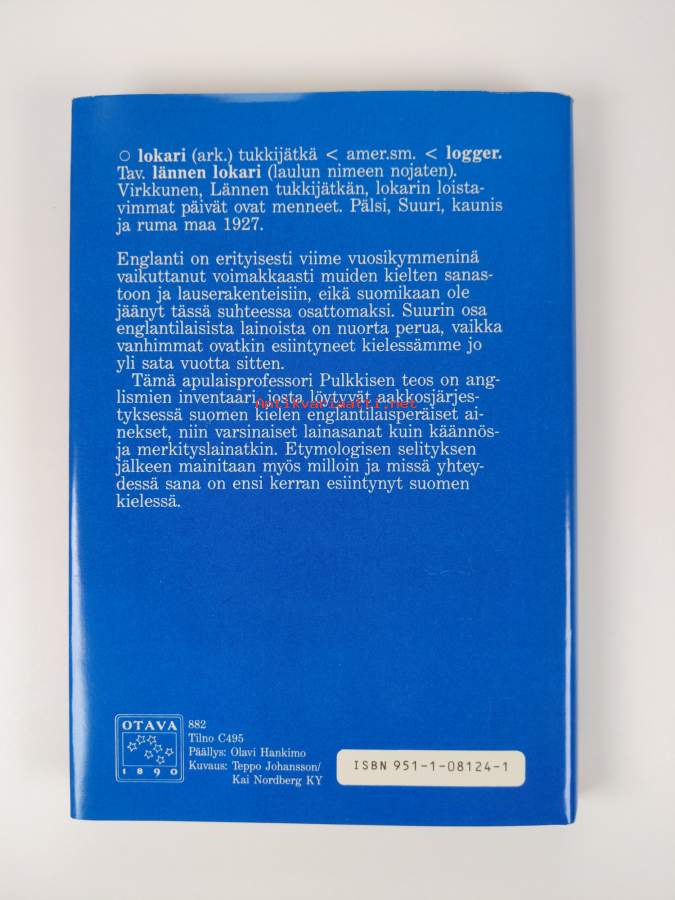 ○ lokari (ark.) tukkijätkä < amer.sm. < logger.
Tav. lännen lokari (laulun nimeen nojaten).
Virkkunen, Lännen tukkijätkän, lokarin loista-
vimmat päivät ovat menneet. Pälsi, Suuri, kaunis
ja ruma maa 1927.
Englanti on erityisesti viime vuosikymmeninä
vaikuttanut voimakkaasti muiden kielten sanas-
toon ja lauserakenteisiin, eikä suomikaan ole
jäänyt tässä suhteessa osattomaksi. Suurin osa
englantilaisista lainoista on nuorta perua, vaikka
vanhimmat ovatkin esiintyneet kielessämme jo
yli sata vuotta sitten.
Tämä apulaisprofessori Pulkkisen teos on ang-
lismien inventaari, josta löytyvät aakkosjärjes-
Antikvariaatti.net
tyksessä suomen kielen englantilaisperäiset ai-
nekset, niin varsinaiset lainasanat kuin käännös-
ja merkityslainatkin. Etymologisen selityksen
jälkeen mainitaan myös milloin ja missä yhtey-
dessä sana on ensi kerran esiintynyt suomen
kielessä.
OTAVA
1890
882
Tilno C495
Päällys: Olavi Hankimo
Kuvaus: Teppo Johansson/
Kai Nordberg KY
ISBN 951-1-08124-1